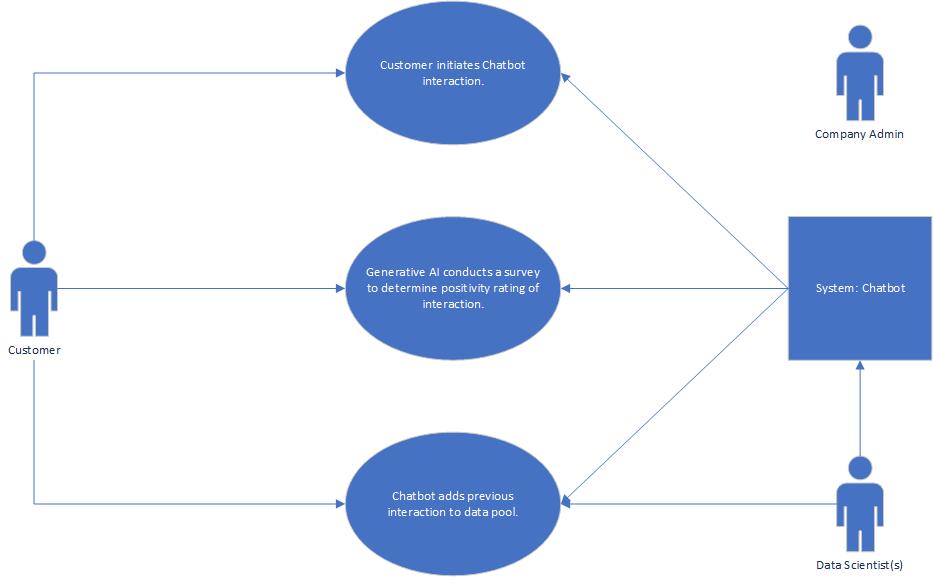 Customer initiates Chatbot
interaction.
Company Admin
Generative AI conducts a survey
to determine positivity rating of
interaction.
System: Chatbot
Customer
Chatbot adds previous
interaction to data pool.
Data Scientist(s)